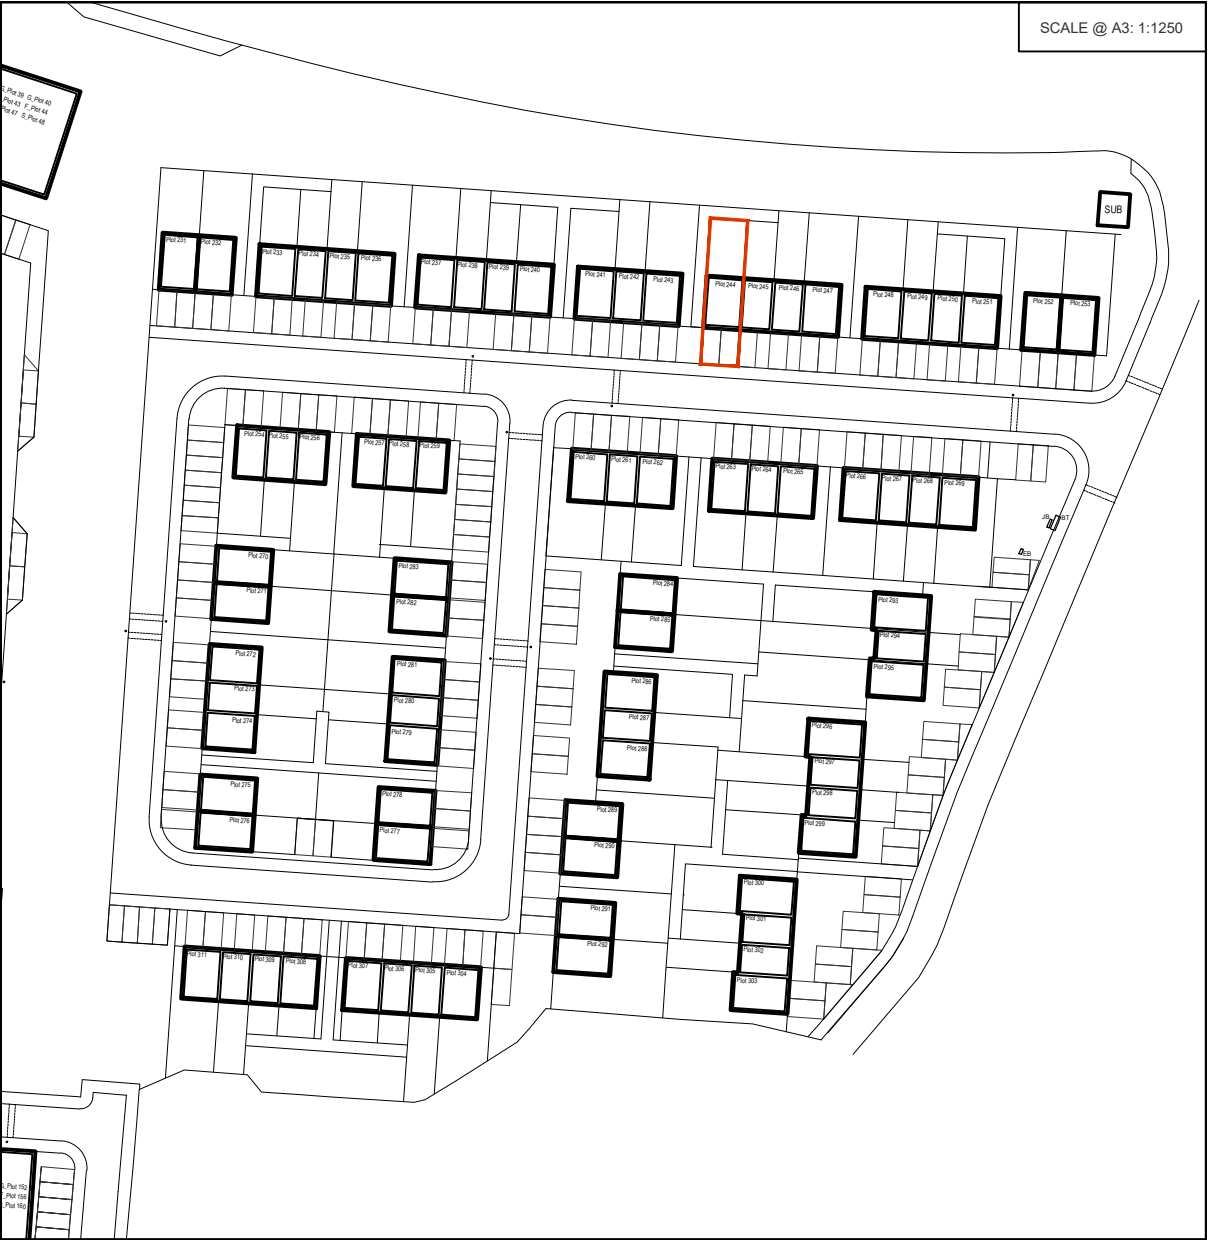 SCALE @ A3: 1:1250
G_Plot 39 G_Plot 40
Plot 43 F_Plot 44
Plot 47 S_Plot 48
SUB
Plot 231
Plot 232
Plot 233
Plot 234
Plot 235
Plot 236
Plot 237
Plot 238
Plot 239
Plot 240
Plot 241
Plot 242
Plot 243
Plot 244
Plot 245
Plot 246
Plot 247
Plot 248
Plot 249
Plot 250
Plot 251
Plot 252
Plot 253
Plot 254
Plot 255
Plot 256
Plot 257
Plot 258
Plot 259
Plot 260
Plot 261
Plot 262
Plot 263
Plot 264
Plot 265
Plot 266
Plot 267
Plot 268
Plot 269
JB
BT
EB
Plot 270
Plot 271
Plot 283
Plot 282
Plot 284
Plot 285
Plot 293
Plot 294
Plot 295
Plot 272
Plot 273
Plot 274
Plot 281
Plot 280
Plot 279
Plot 286
Plot 287
Plot 288
Plot 296
Plot 297
Plot 298
Plot 299
Plot 275
Plot 276
Plot 278
Plot 277
Plot 289
Plot 290
Plot 291
Plot 292
Plot 300
Plot 301
Plot 302
Plot 303
Plot 311
Plot 310
Plot 309
Plot 308
Plot 307
Plot 306
Plot 305
Plot 304
G_Plot 152
F_Plot 156
_Plot 160